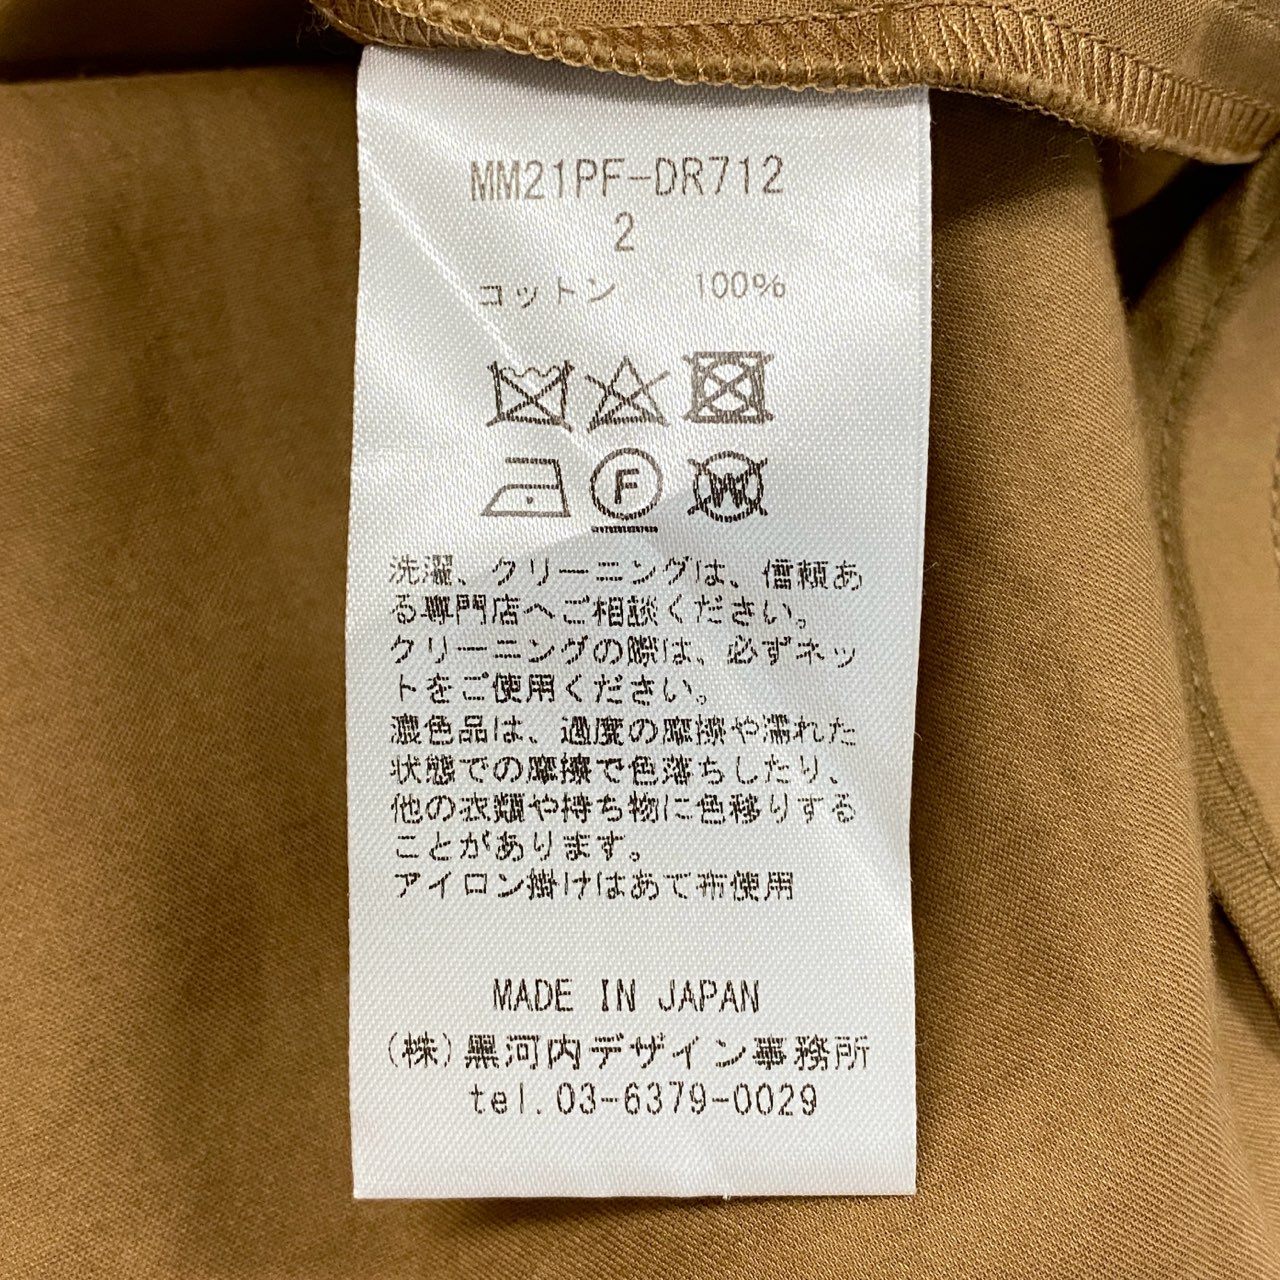 MM21PF-DR712
2
コットン 100%
F
W
洗濯、クリーニングは、信頼あ
る専門店へご相談ください。
クリーニングの際は、必ずネッ
トをご使用ください。
濃色品は、過度の摩擦や濡れた
状態での摩擦で色落ちしたり、
他の衣類や持ち物に色移りする
ことがあります。
アイロン掛けはあて布使用
MADE IN JAPAN
(株)黒河内デザイン事務所
tel.03-6379-0029